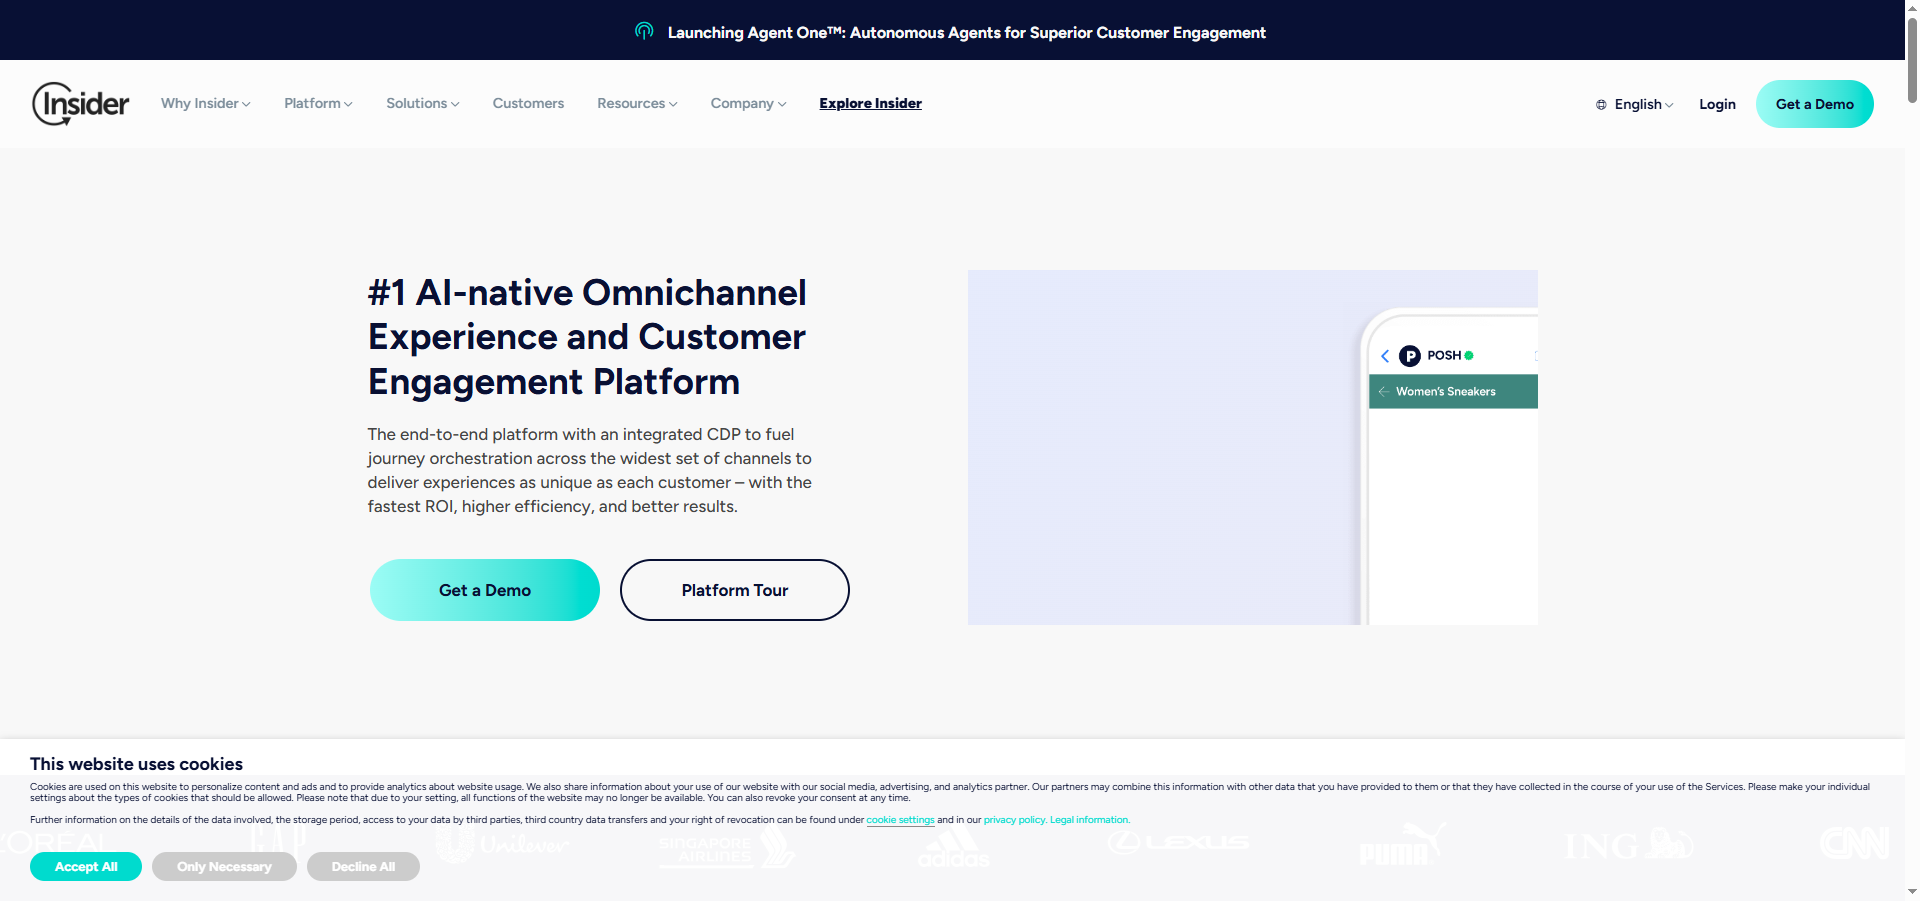 Launching Agent One™: Autonomous Agents for Superior Customer Engagement
Insider
Why Insider
Platform
Solutions
Customers
Resources
Company
Explore Insider
English
Login
Get a Demo
#1 AI-native Omnichannel
Experience and Customer
Engagement Platform
The end-to-end platform with an integrated CDP to fuel
journey orchestration across the widest set of channels to
deliver experiences as unique as each customer – with the
fastest ROI, higher efficiency, and better results.
Get a Demo
Platform Tour
P POSH
Women's Sneakers
This website uses cookies
Cookies are used on this website to personalize content and ads and to provide analytics about website usage. We also share information about your use of our website with our social media, advertising, and analytics partner. Our partners may combine this information with other data that you have provided to them or that they have collected in the course of your use of the Services. Please make your individual
settings about the types of cookies that should be allowed. Please note that due to your setting, all functions of the website may no longer be available. You can also revoke your consent at any time.
Further information on the details of the data involved, the storage period, access to your data by third parties, third country data transfers and your right of revocation can be found under cookie settings and in our privacy policy. Legal information.
L'ORÉAL
GAP
Unilever
SINGAPORE
AIRLINES
adidas
LEXUS
PUMA
ING
CNN
Accept All
Only Necessary
Decline All